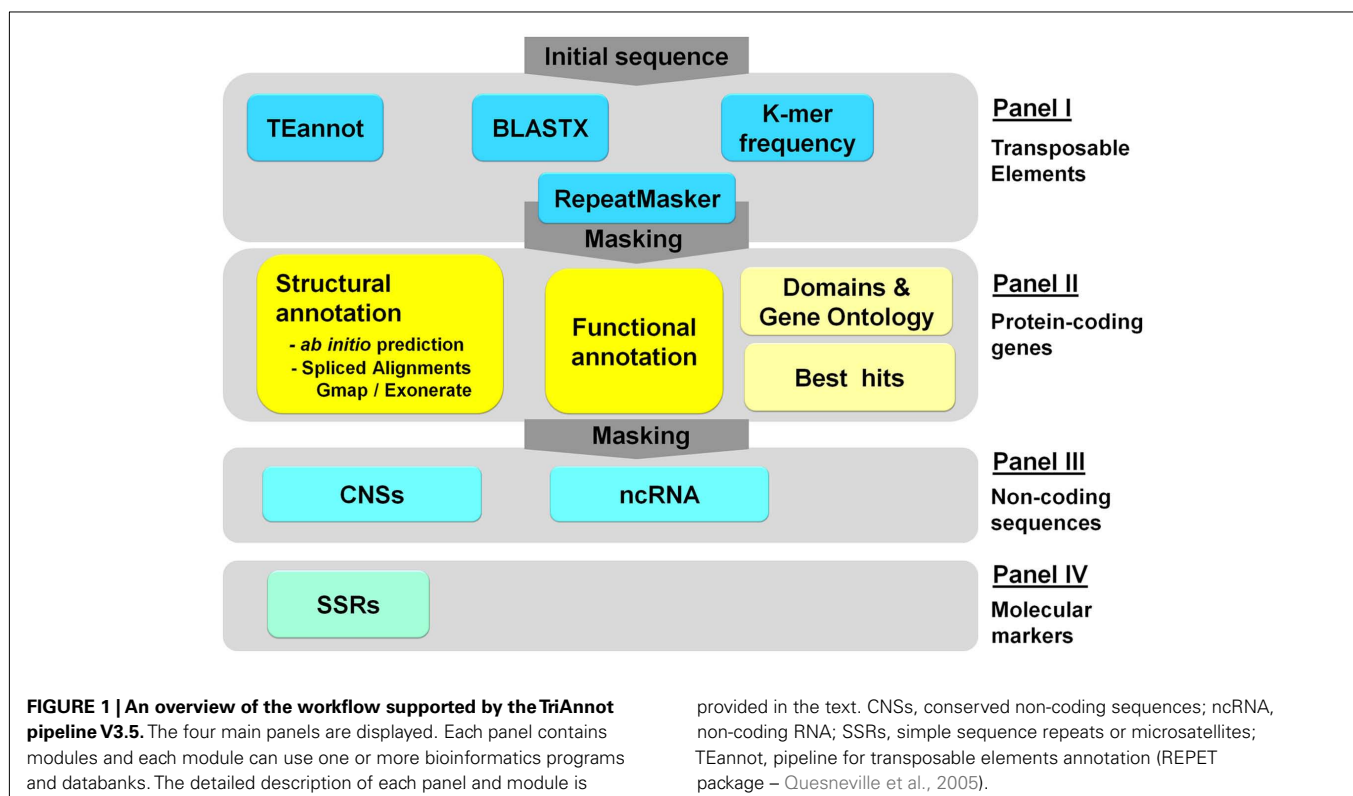 Initial sequence
TEannot
BLASTX
K-mer
frequency
RepeatMasker
Panel I
Transposable
Elements
Masking
Structural
annotation
- ab initio prediction
- Spliced Alignments
Gmap / Exonerate
Functional
annotation
Domains &
Gene Ontology
Best hits
Panel II
Protein-coding
genes
Masking
CNSs
ncRNA
Panel III
Non-coding
sequences
SSRs
Panel IV
Molecular
markers
FIGURE 1 | An overview of the workflow supported by the TriAnnot
pipeline V3.5. The four main panels are displayed. Each panel contains
modules and each module can use one or more bioinformatics programs
and databanks. The detailed description of each panel and module is
provided in the text. CNSs, conserved non-coding sequences; ncRNA,
non-coding RNA; SSRs, simple sequence repeats or microsatellites;
TEannot, pipeline for transposable elements annotation (REPET
package – Quesneville et al., 2005).